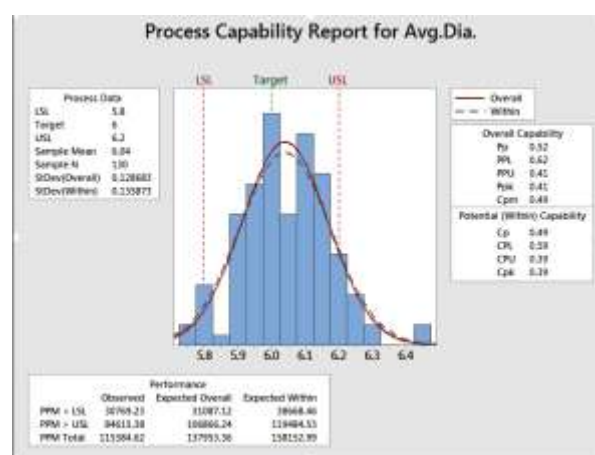 Process Capability Report for Avg.Dia.
LSL Target USL
Process Data
LSL 5.8
Target 6
USL 6.2
Sample Mean 6.04
Sample N 130
StDev(Overall) 0.128683
StDev(Within) 0.135873
Overall
Within
Overall Capability
Pp 0.52
PPL 0.62
PPU 0.41
Ppk 0.41
Cpm 0.49
Potential (Within) Capability
Cp 0.49
CPL 0.59
CPU 0.39
Cpk 0.39
5.8 5.9 6.0 6.1 6.2 6.3 6.4
Performance
Observed Expected Overall Expected Within
PPM < LSL 30769.23 31087.12 38668.46
PPM > USL 84615.38 106866.24 119484.53
PPM Total 115384.62 137953.36 158152.99